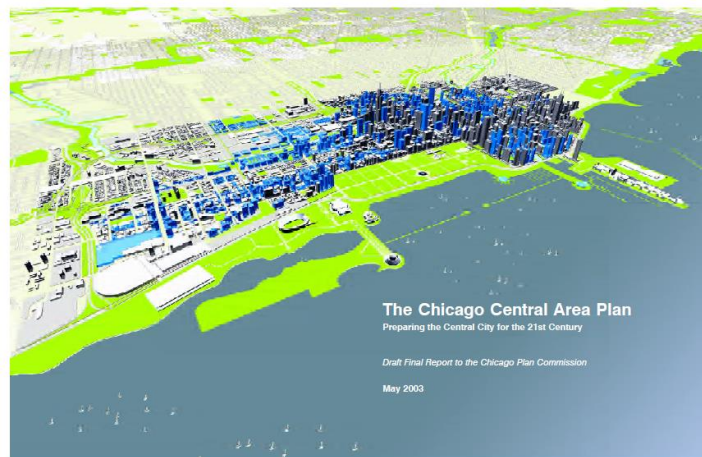 The Chicago Central Area Plan
Preparing the Central City for the 21st Century
Draft Final Report to the Chicago Plan Commission
May 2003